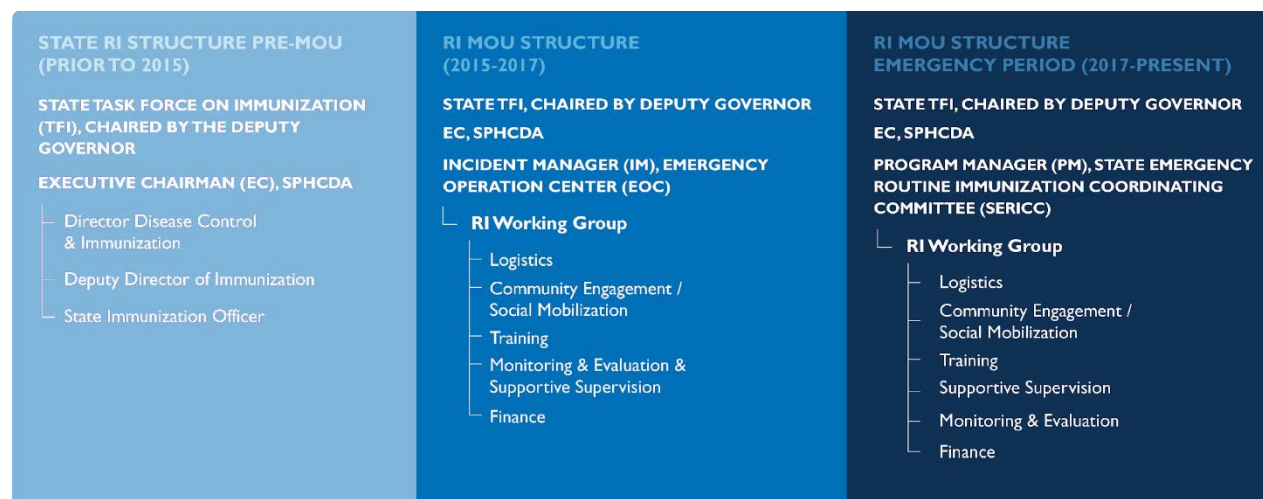 STATE RI STRUCTURE PRE-MOU
(PRIOR TO 2015)
STATE TASK FORCE ON IMMUNIZATION
(TFI), CHAIRED BY THE DEPUTY
GOVERNOR
EXECUTIVE CHAIRMAN (EC), SPHCDA
Director Disease Control
& Immunization
Deputy Director of Immunization
State Immunization Officer
RI MOU STRUCTURE
(2015-2017)
STATE TFI, CHAIRED BY DEPUTY GOVERNOR
EC, SPHCDA
INCIDENT MANAGER (IM), EMERGENCY
OPERATION CENTER (EOC)
RI Working Group
Logistics
Community Engagement /
Social Mobilization
Training
Monitoring & Evaluation &
Supportive Supervision
Finance
RI MOU STRUCTURE
EMERGENCY PERIOD (2017-PRESENT)
STATE TFI, CHAIRED BY DEPUTY GOVERNOR
EC, SPHCDA
PROGRAM MANAGER (PM), STATE EMERGENCY
ROUTINE IMMUNIZATION COORDINATING
COMMITTEE (SERICC)
RI Working Group
Logistics
Community Engagement /
Social Mobilization
Training
Supportive Supervision
Monitoring & Evaluation
Finance